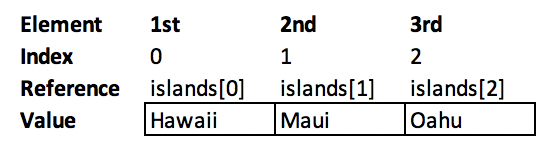 Element 1st 2nd 3rd
Index 0 1 2
Reference islands[0] islands[1] islands[2]
Value Hawaii Maui Oahu